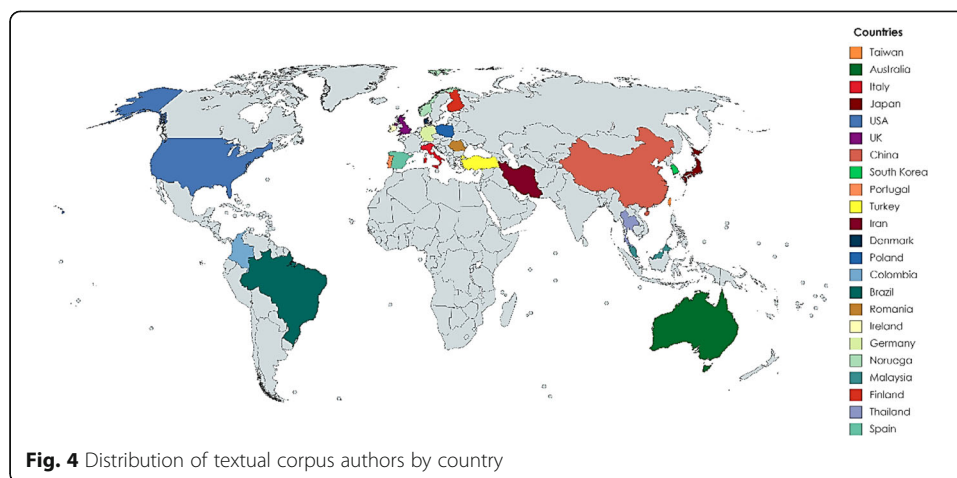 Countries
Taiwan
Australia
Italy
Japan
USA
UK
China
South Korea
Portugal
Turkey
Iran
Denmark
Poland
Colombia
Brazil
Romania
Ireland
Germany
Noruega
Malaysia
Finland
Thailand
Spain
Fig. 4 Distribution of textual corpus authors by country